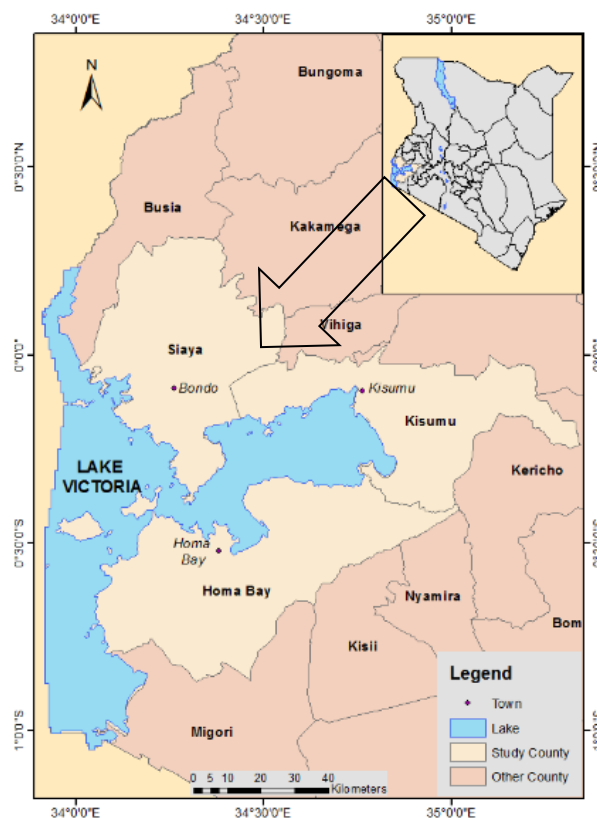 34°0'0"E 34°30'0"E 35°0'0"E
N
Bungoma
0°30'0"N
Busia
Kakamega
Vihiga
0°0'0"
Siaya
Bondo
Kisumu
Kisumu
LAKE
VICTORIA
Kericho
0°30'0"S
Homa
Bay
Homa Bay
Nyamira
Bom
Kisii
Legend
Town
Lake
Study County
Other County
Migori
1°0'0"S
0 5 10 20 30 40
Kilometers
34°0'0"E 34°30'0"E 35°0'0"E